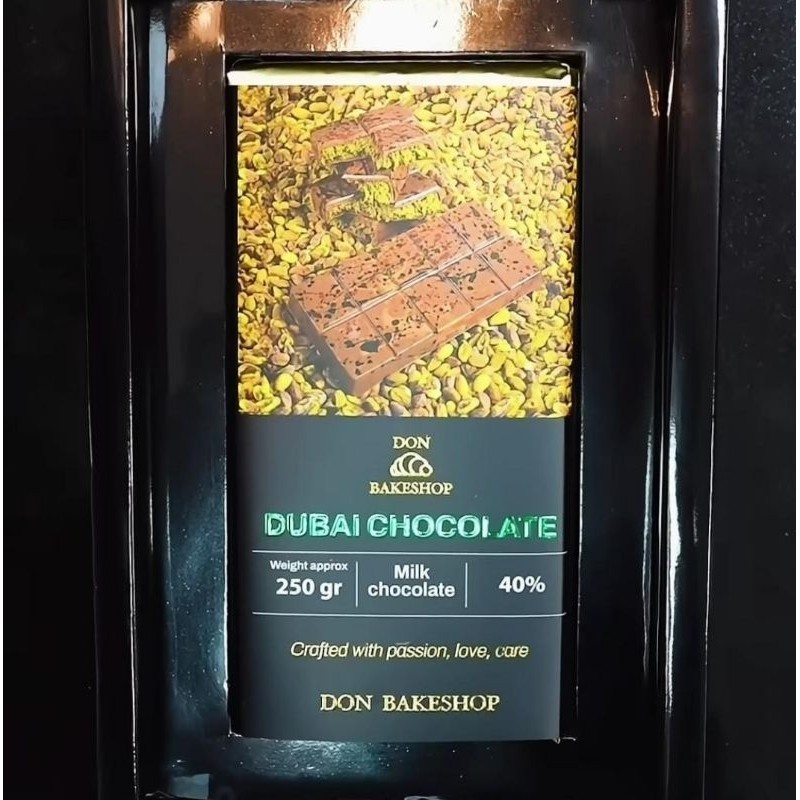 DON
BAKESHOP
DUBAI CHOCOLATE
Weight approx
250 gr
Milk
chocolate
40%
Crafted with passion, love, care
DON BAKESHOP